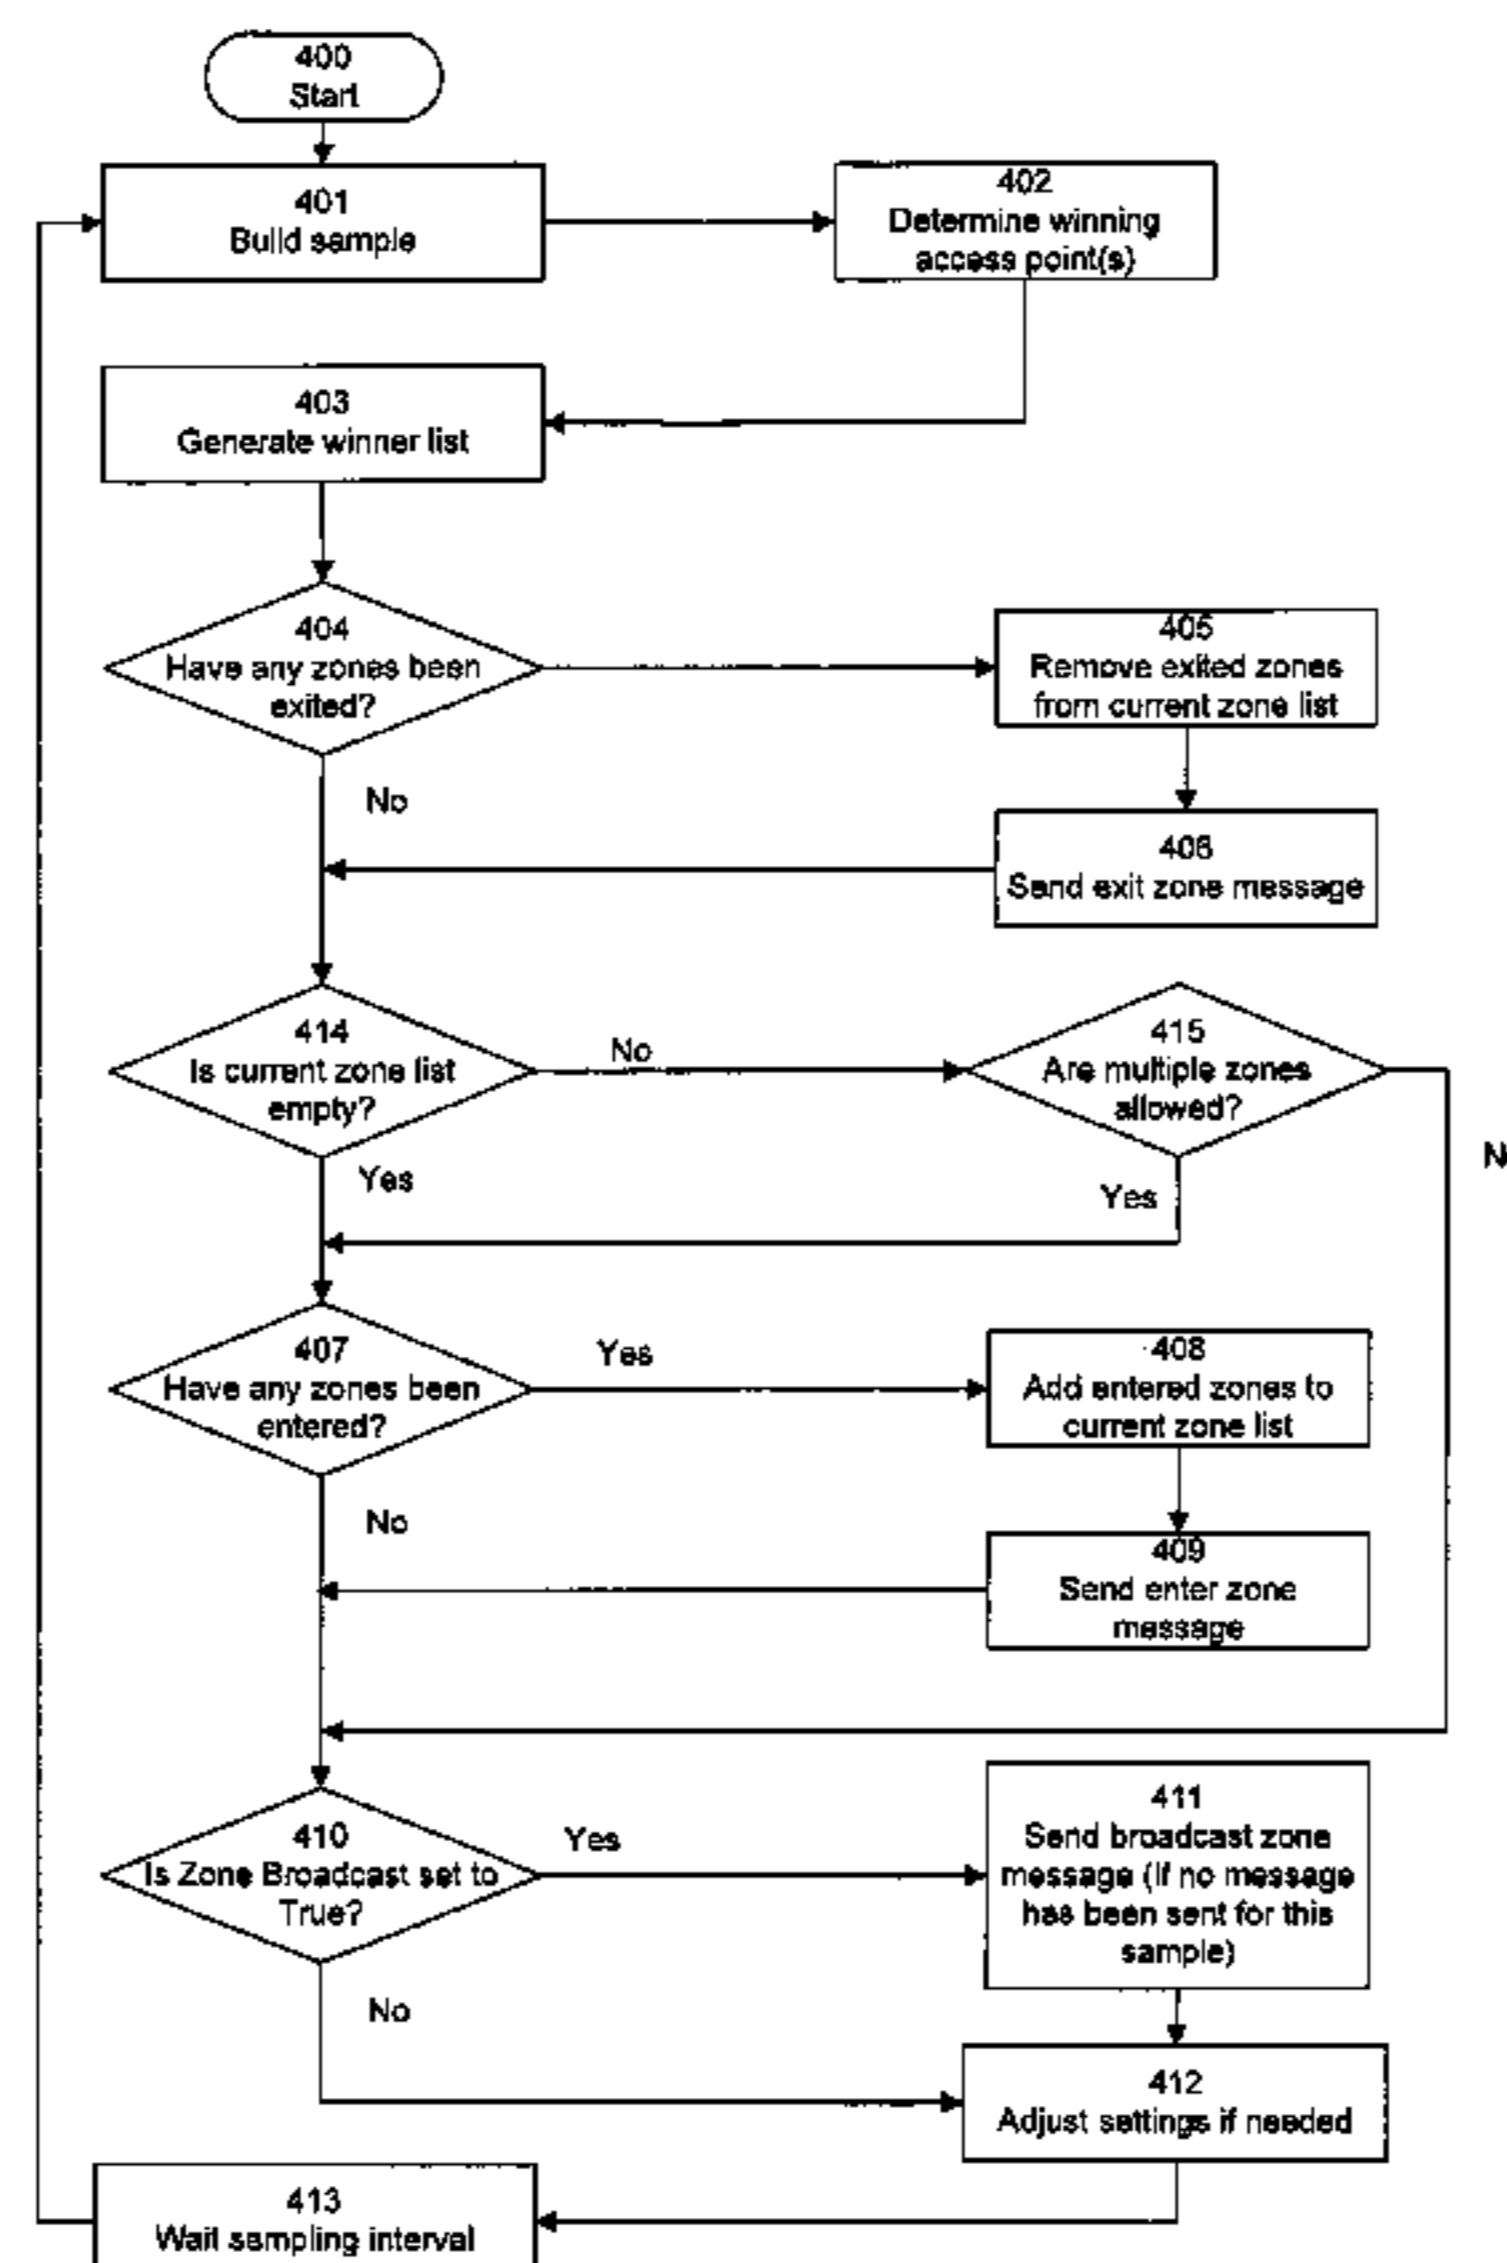 400
Start
401
Build sample
402
Determine winning
access point(s)
403
Generate winner list
404
Have any zones been
exited?
405
Remove exited zones
from current zone list
No
406
Send exit zone message
414
Is current zone list
empty?
No
415
Are multiple zones
allowed?
N
Yes
Yes
407
Have any zones been
entered?
Yes
408
Add entered zones to
current zone list
No
409
Send enter zone
message
410
Is Zone Broadcast set to
True?
Yes
411
Send broadcast zone
message (if no message
has been sent for this
sample)
No
412
Adjust settings if needed
413
Wait sampling interval